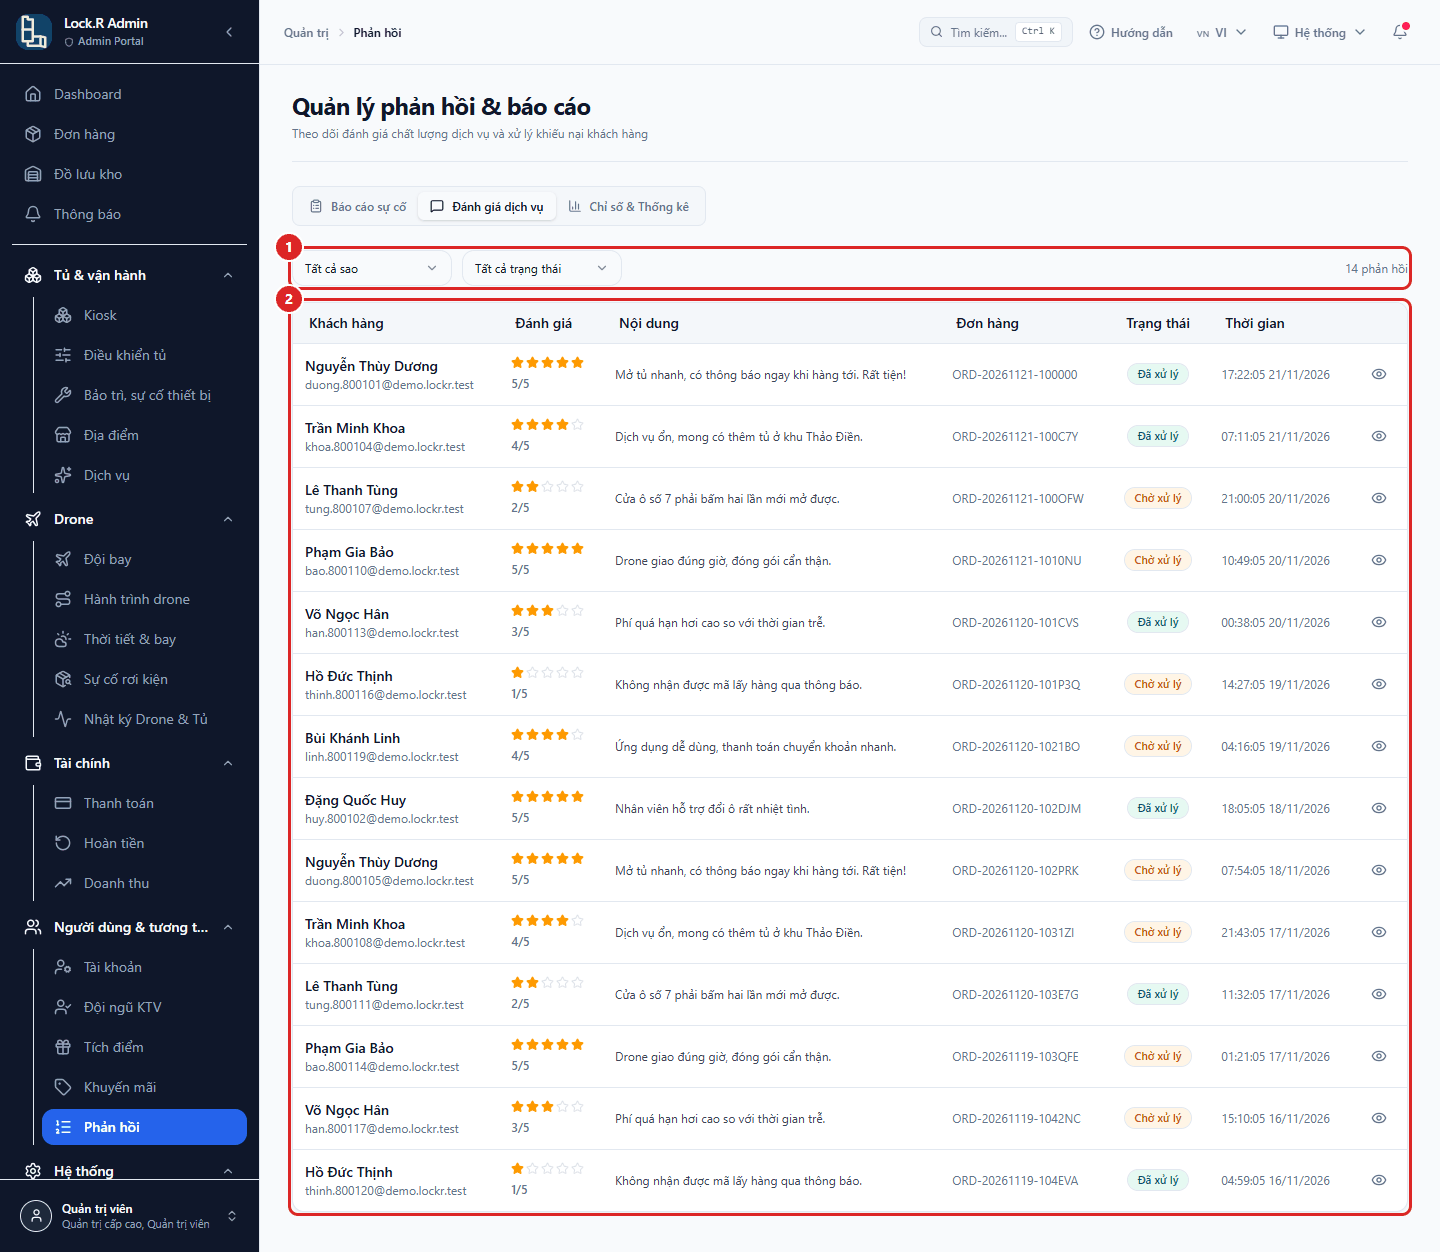 Lock.R Admin
Admin Portal
Dashboard
Đơn hàng
Đồ lưu kho
Thông báo
Tủ & vận hành
Kiosk
Điều khiển tủ
Bảo trì, sự cố thiết bị
Địa điểm
Dịch vụ
Drone
Đội bay
Hành trình drone
Thời tiết & bay
Sự cố rơi kiện
Nhật ký Drone & Tủ
Tài chính
Thanh toán
Hoàn tiền
Doanh thu
Người dùng & tương t...
Tài khoản
Đội ngũ KTV
Tích điểm
Khuyến mãi
Phản hồi
Hệ thống
Quản trị viên
Quản trị cấp cao, Quản trị viên
Quản trị > Phản hồi
Tìm kiếm... Ctrl K
Hướng dẫn
VN VI
Hệ thống
Quản lý phản hồi & báo cáo
Theo dõi đánh giá chất lượng dịch vụ và xử lý khiếu nại khách hàng
Báo cáo sự cố Đánh giá dịch vụ Chỉ số & Thống kê
1
Tất cả sao Tất cả trạng thái 14 phản hồi
2
Khách hàng Đánh giá Nội dung Đơn hàng Trạng thái Thời gian
Nguyễn Thùy Dương
duong.800101@demo.lockr.test 5/5 Mở tủ nhanh, có thông báo ngay khi hàng tới. Rất tiện! ORD-20261121-100000 Đã xử lý 17:22:05 21/11/2026
Trần Minh Khoa
khoa.800104@demo.lockr.test 4/5 Dịch vụ ổn, mong có thêm tủ ở khu Thảo Điền. ORD-20261121-100C7Y Đã xử lý 07:11:05 21/11/2026
Lê Thanh Tùng
tung.800107@demo.lockr.test 2/5 Cửa ô số 7 phải bấm hai lần mới mở được. ORD-20261121-100OFW Chờ xử lý 21:00:05 20/11/2026
Phạm Gia Bảo
bao.800110@demo.lockr.test 5/5 Drone giao đúng giờ, đóng gói cẩn thận. ORD-20261121-1010NU Chờ xử lý 10:49:05 20/11/2026
Võ Ngọc Hân
han.800113@demo.lockr.test 3/5 Phí quá hạn hơi cao so với thời gian trễ. ORD-20261120-101CVS Đã xử lý 00:38:05 20/11/2026
Hồ Đức Thịnh
thinh.800116@demo.lockr.test 1/5 Không nhận được mã lấy hàng qua thông báo. ORD-20261120-101P3Q Chờ xử lý 14:27:05 19/11/2026
Bùi Khánh Linh
linh.800119@demo.lockr.test 4/5 Ứng dụng dễ dùng, thanh toán chuyển khoản nhanh. ORD-20261120-1021BO Chờ xử lý 04:16:05 19/11/2026
Đặng Quốc Huy
huy.800102@demo.lockr.test 5/5 Nhân viên hỗ trợ đổi ô rất nhiệt tình. ORD-20261120-102DJM Đã xử lý 18:05:05 18/11/2026
Nguyễn Thùy Dương
duong.800105@demo.lockr.test 5/5 Mở tủ nhanh, có thông báo ngay khi hàng tới. Rất tiện! ORD-20261120-102PRK Chờ xử lý 07:54:05 18/11/2026
Trần Minh Khoa
khoa.800108@demo.lockr.test 4/5 Dịch vụ ổn, mong có thêm tủ ở khu Thảo Điền. ORD-20261120-1031ZI Chờ xử lý 21:43:05 17/11/2026
Lê Thanh Tùng
tung.800111@demo.lockr.test 2/5 Cửa ô số 7 phải bấm hai lần mới mở được. ORD-20261120-103E7G Đã xử lý 11:32:05 17/11/2026
Phạm Gia Bảo
bao.800114@demo.lockr.test 5/5 Drone giao đúng giờ, đóng gói cẩn thận. ORD-20261119-103QFE Chờ xử lý 01:21:05 17/11/2026
Võ Ngọc Hân
han.800117@demo.lockr.test 3/5 Phí quá hạn hơi cao so với thời gian trễ. ORD-20261119-1042NC Chờ xử lý 15:10:05 16/11/2026
Hồ Đức Thịnh
thinh.800120@demo.lockr.test 1/5 Không nhận được mã lấy hàng qua thông báo. ORD-20261119-104EVA Đã xử lý 04:59:05 16/11/2026